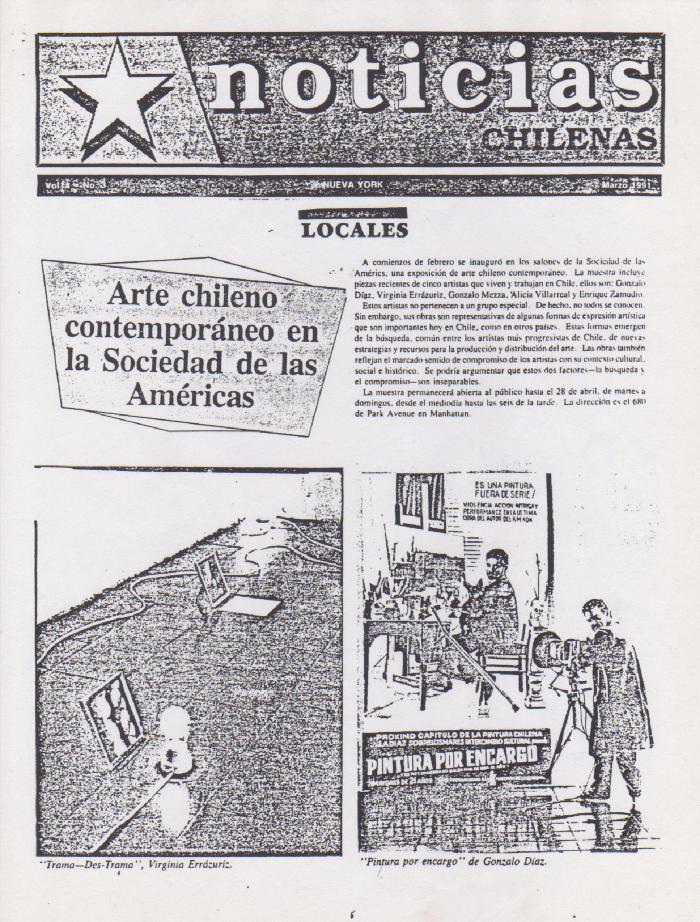 noticias
CHILENAS
Nº. 3
NUEVA YORK
Marzo 1991
LOCALES
Arte chileno
contemporáneo en
la Sociedad de las
Américas
A comienzos de febrero se inauguró en los salones de la Sociedad de las
Américs, una exposición de arte chileno contemporáneo. La muestra incluye
piezas recientes de cinco artistas que viven y trabajan en Chile, ellos son: Gonzalo
Díaz, Virginia Errázuriz, Gonzalo Mezza, Alicia Villarreal y Enrique Zamudio.
Estos artistas no pertenecen a un grupo especial. De hecho, no todos se conocen.
Sin embargo, sus obras son representativas de algunas formas de expresión artística
que son importantes hoy en Chile, como en otros países. Estas formas emergen
de la búsqueda, común entre los artistas más progresistas de Chile, de nuevas
estrategias y recursos para la producción y distribución del arte. Las obras también
reflejan el marcado sentido de compromiso de los artistas con su contexto cultural,
social e histórico. Se podría argumentar que estos dos factores—la búsqueda y
el compromiso—son inseparables.
La muestra permanecerá abierta al público hasta el 28 de abril, de martes a
domingos, desde el mediodía hasta las seis de la tarde. La dirección es el 680
de Park Avenue en Manhattan.
ES UNA PINTURA
FUERA DE SERIE!
VIOLENCIA ACCION INTRIGA Y
PERFORMANCE EN LA ULTIMA
OBRA DEL AUTOR DEL KM 104
PROXIMO CAPITULO DE LA PINTURA CHILENA
PINTURA POR ENCARGO
DE 21 AÑOS
"Trama—Des-Trama", Virginia Errázuriz.
"Pintura por encargo" de Gonzalo Díaz.